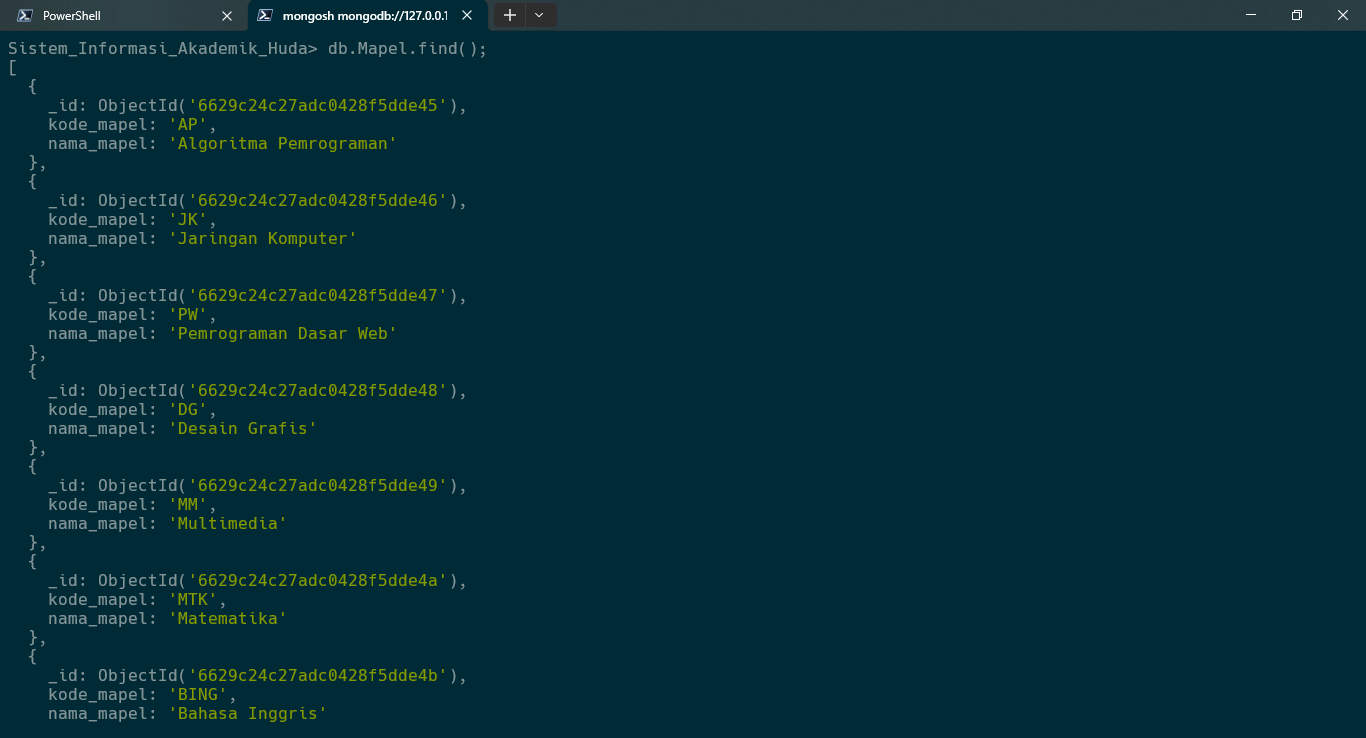 PowerShell
mongosh mongodb://127.0.0.1
Sistem_Informasi_Akademik_Huda> db.Mapel.find();
[
  {
    _id: ObjectId('6629c24c27adc0428f5dde45'),
    kode_mapel: 'AP',
    nama_mapel: 'Algoritma Pemrograman'
  },
  {
    _id: ObjectId('6629c24c27adc0428f5dde46'),
    kode_mapel: 'JK',
    nama_mapel: 'Jaringan Komputer'
  },
  {
    _id: ObjectId('6629c24c27adc0428f5dde47'),
    kode_mapel: 'PW',
    nama_mapel: 'Pemrograman Dasar Web'
  },
  {
    _id: ObjectId('6629c24c27adc0428f5dde48'),
    kode_mapel: 'DG',
    nama_mapel: 'Desain Grafis'
  },
  {
    _id: ObjectId('6629c24c27adc0428f5dde49'),
    kode_mapel: 'MM',
    nama_mapel: 'Multimedia'
  },
  {
    _id: ObjectId('6629c24c27adc0428f5dde4a'),
    kode_mapel: 'MTK',
    nama_mapel: 'Matematika'
  },
  {
    _id: ObjectId('6629c24c27adc0428f5dde4b'),
    kode_mapel: 'BING',
    nama_mapel: 'Bahasa Inggris'